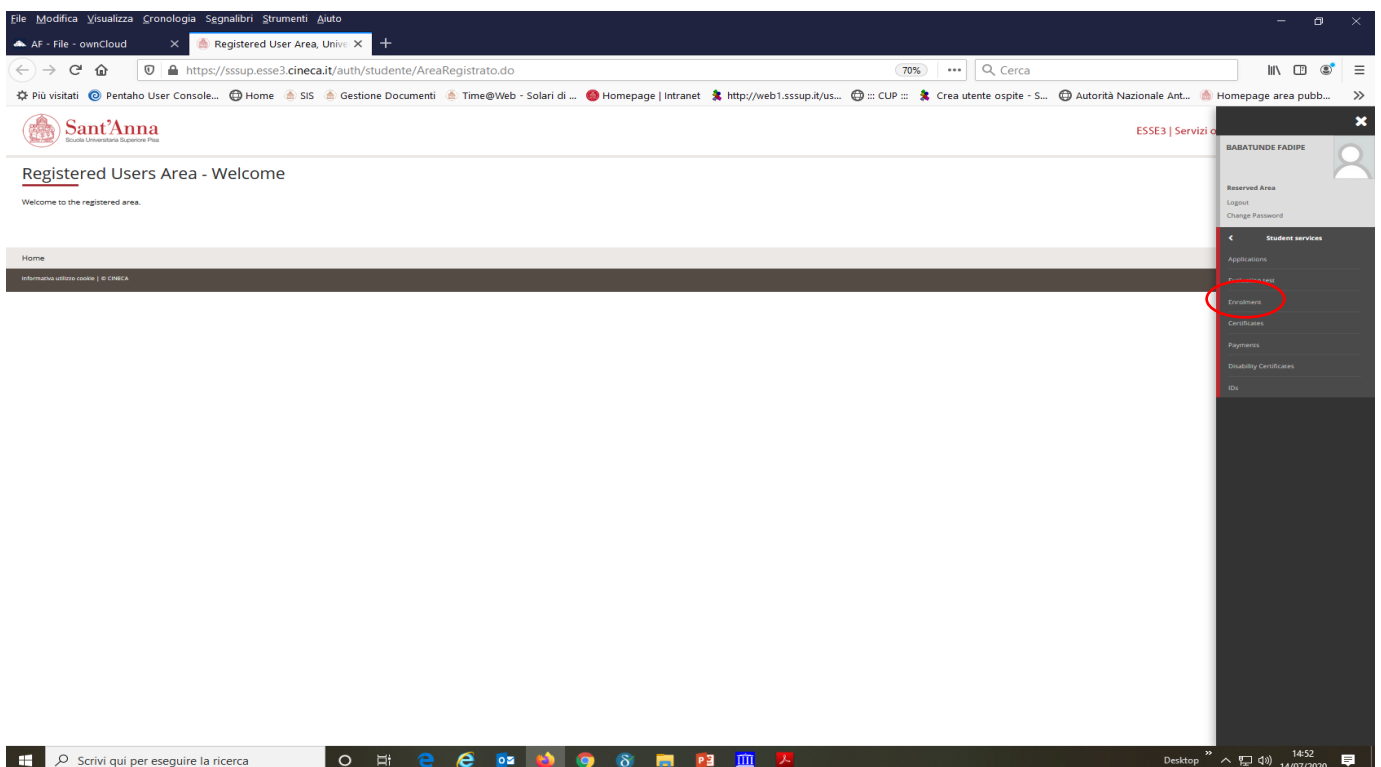 File Modifica Visualizza Cronologia Segnalibri Strumenti Aiuto
AF - File - ownCloud
Registered User Area, Unive
https://sssup.esse3.cineca.it/auth/studente/AreaRegistrato.do
70%
Cerca
Più visitati Pentaho User Console... Home SIS Gestione Documenti Time@Web - Solari di ... Homepage | Intranet http://web1.sssup.it/us... ::: CUP ::: Crea utente ospite - S... Autorità Nazionale Ant... Homepage area pubb...
Sant'Anna
Scuola Universitaria Superiore Pisa
ESSE3 | Servizi o
BABATUNDE FADIPE
Registered Users Area - Welcome
Welcome to the registered area.
Reserved Area
Logout
Change Password
Student services
Applications
Evaluation test
Enrolment
Certificates
Payments
Disability Certificates
IDs
Home
Informativa utilizzo cookie | © CINECA
Scrivi qui per eseguire la ricerca
Desktop
14:52
14/07/2020